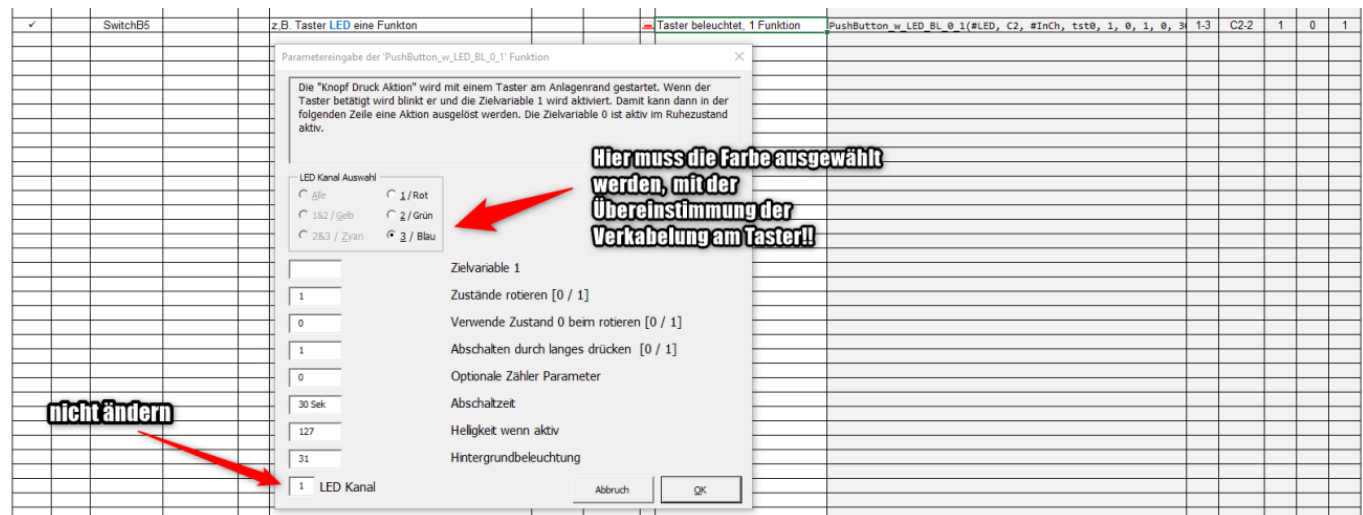 ✓ SwitchB5 z.B. Taster LED eine Funkton Taster beleuchtet, 1 Funktion PushButton_w_LED_BL_0_1(#LED, C2, #InCh, tst0, 1, 0, 1, 0, 1-3 C2-2 1 0 1
Parametereingabe der 'PushButton_w_LED_BL_0_1' Funktion
Die "Knopf Druck Aktion" wird mit einem Taster am Anlagenrand gestartet. Wenn der
Taster betätigt wird blinkt er und die Zielvariable 1 wird aktiviert. Damit kann dann in der
folgenden Zeile eine Aktion ausgelöst werden. Die Zielvariable 0 ist aktiv im Ruhezustand
aktiv.
Hier muss die Farbe ausgewählt
werden, mit der
Übereinstimmung der
Verkabelung am Taster!!
LED Kanal Auswahl
Alle 1 / Rot
1&2 / Gelb 2 / Grün
2&3 / Zyan 3 / Blau
Zielvariable 1
1 Zustände rotieren [0 / 1]
0 Verwende Zustand 0 beim rotieren [0 / 1]
1 Abschalten durch langes drücken [0 / 1]
0 Optionale Zähler Parameter
30 Sek Abschaltzeit
127 Helligkeit wenn aktiv
31 Hintergrundbeleuchtung
nicht ändern
1 LED Kanal
Abbruch OK